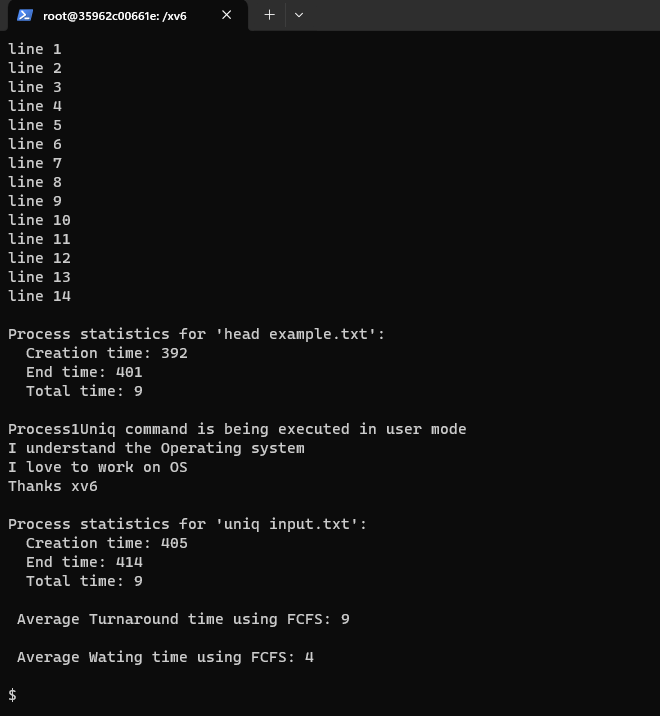 root@35962c00661e: /xv6
line 1
line 2
line 3
line 4
line 5
line 6
line 7
line 8
line 9
line 10
line 11
line 12
line 13
line 14
Process statistics for 'head example.txt':
Creation time: 392
End time: 401
Total time: 9
Process1Uniq command is being executed in user mode
I understand the Operating system
I love to work on OS
Thanks xv6
Process statistics for 'uniq input.txt':
Creation time: 405
End time: 414
Total time: 9
Average Turnaround time using FCFS: 9
Average Wating time using FCFS: 4
$